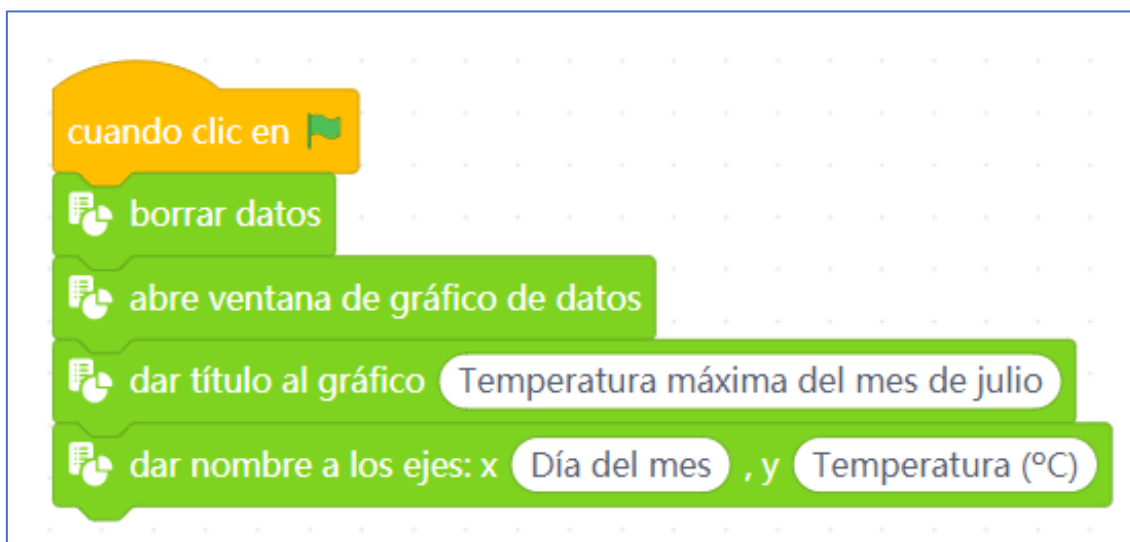 cuando clic en
borrar datos
abre ventana de gráfico de datos
dar título al gráfico Temperatura máxima del mes de julio
dar nombre a los ejes: x Día del mes , y Temperatura (ºC)